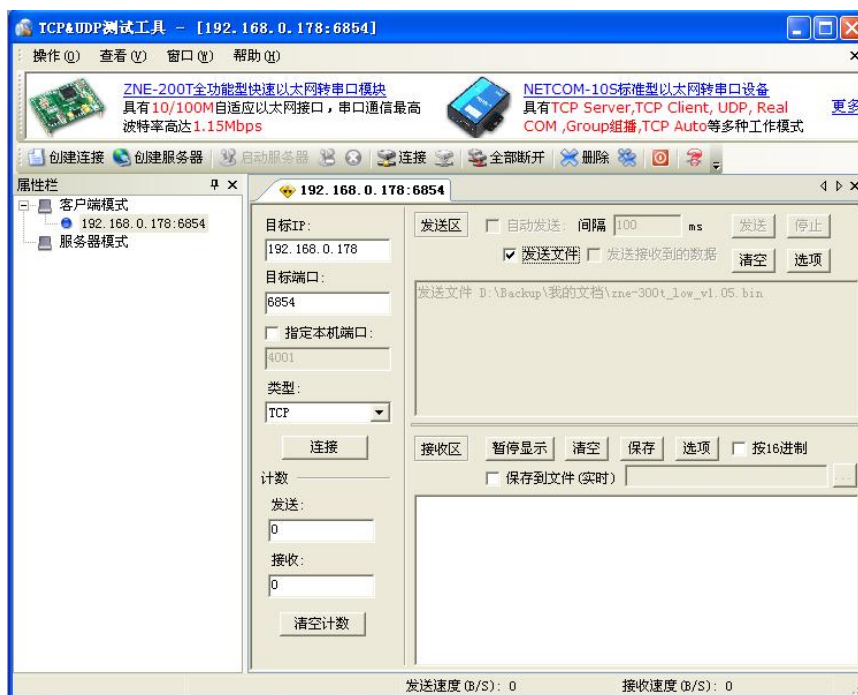 TCP&UDP测试工具 - [192.168.0.178:6854]
操作(O) 查看(V) 窗口(W) 帮助(H)
ZNE-200T全功能型快速以太网转串口模块
具有10/100M自适应以太网接口，串口通信最高
波特率高达1.15Mbps
NETCOM-10S标准型以太网转串口设备
具有TCP Server,TCP Client, UDP, Real
COM ,Group组播,TCP Auto等多种工作模式
更多
创建连接 创建服务器 启动服务器 连接 全部断开 删除
属性栏
客户端模式
192.168.0.178:6854
服务器模式
192.168.0.178:6854
目标IP:
192.168.0.178
目标端口:
6854
指定本机端口:
4001
类型:
TCP
连接
计数
发送:
0
接收:
0
清空计数
发送区 自动发送: 间隔 100 ms 发送 停止
发送文件 发送接收到的数据 清空 选项
发送文件 D:\Backup\我的文档\zne-300t_low_v1.05.bin
接收区 暂停显示 清空 保存 选项 按16进制
保存到文件(实时) ...
发送速度(B/S): 0 接收速度(B/S): 0